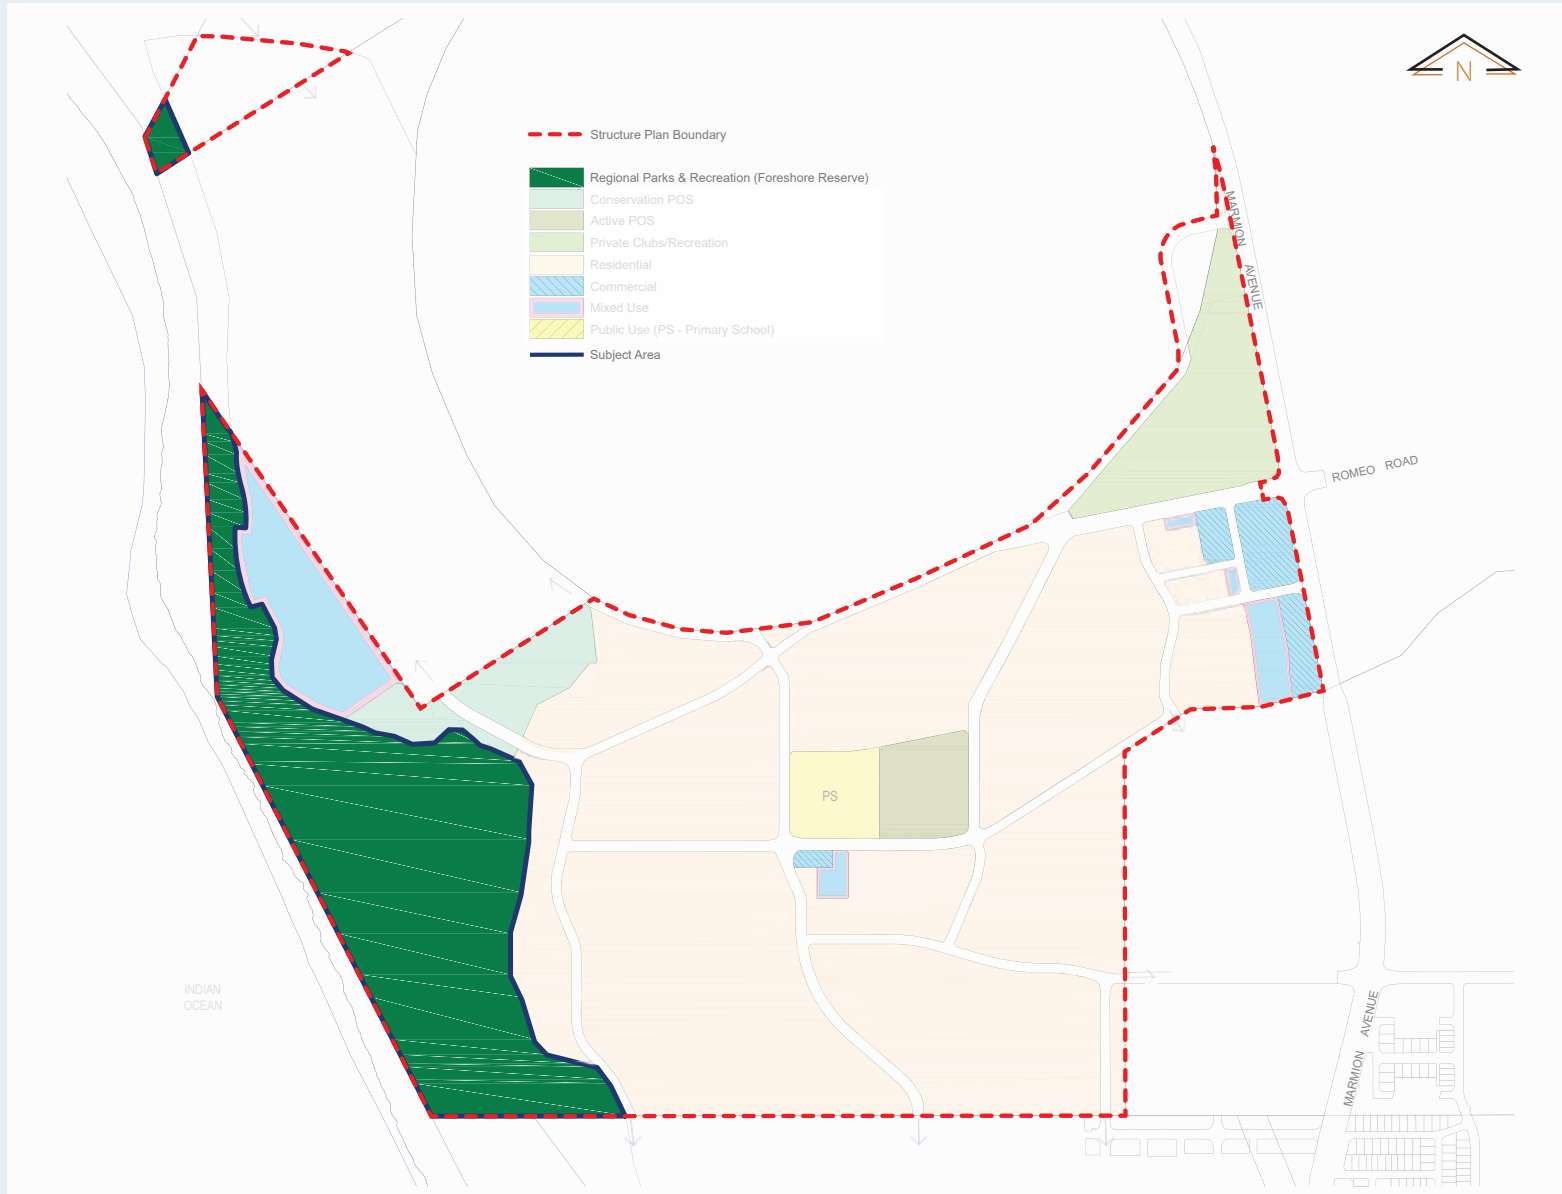 N
Structure Plan Boundary
Regional Parks & Recreation (Foreshore Reserve)
Conservation POS
Active POS
Private Clubs/Recreation
Residential
Commercial
Mixed Use
Public Use (PS - Primary School)
Subject Area
MARMION AVENUE
ROMEO ROAD
PS
INDIAN
OCEAN
MARMION AVENUE